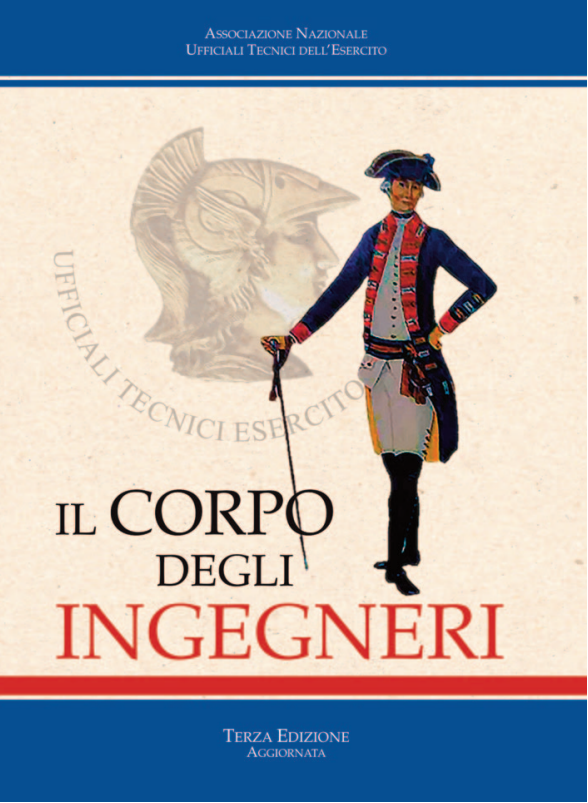 Associazione Nazionale
Ufficiali Tecnici dell'Esercito
UFFICIALI TECNICI ESERCITO
IL CORPO
DEGLI
INGEGNERI
Terza Edizione
Aggiornata